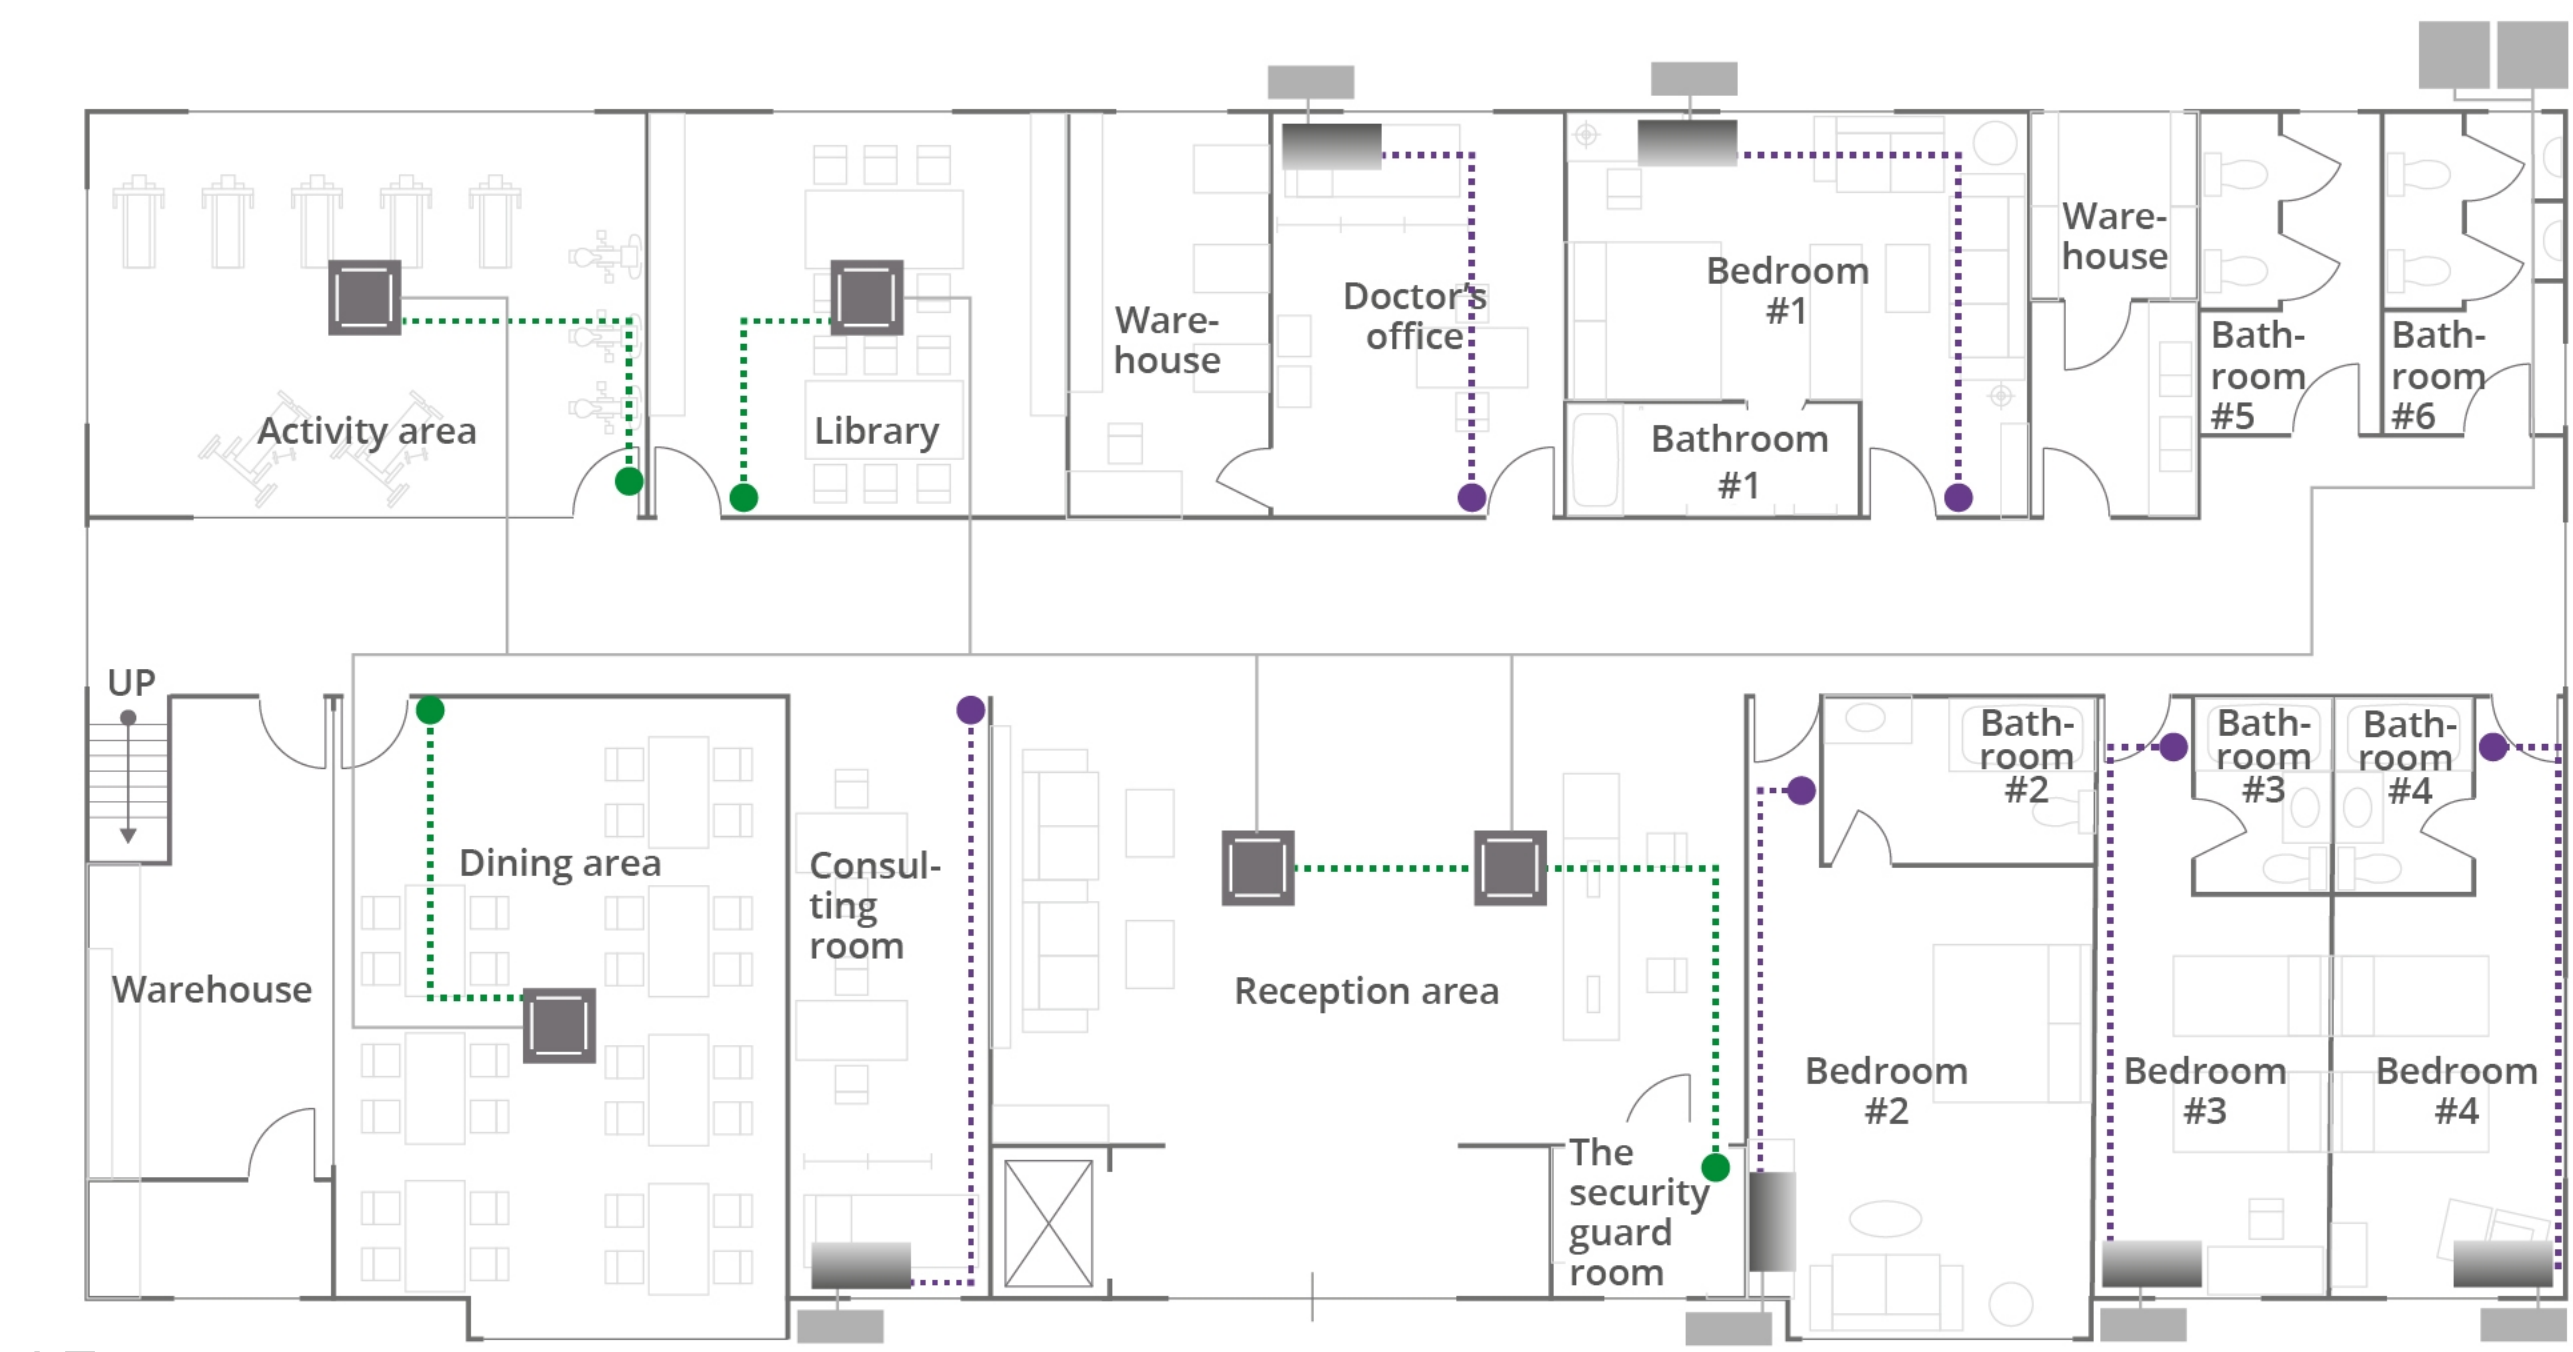 Ware-
house
Bedroom
#1
Doctor's
office
Ware-
house
Bath-
room
#5
Bath-
room
#6
Activity area
Library
Bathroom
#1
UP
Bath-
room
#2
Bath-
room
#3
Bath-
room
#4
Dining area
Consul-
ting
room
Warehouse
Reception area
Bedroom
#2
Bedroom
#3
Bedroom
#4
The
security
guard
room